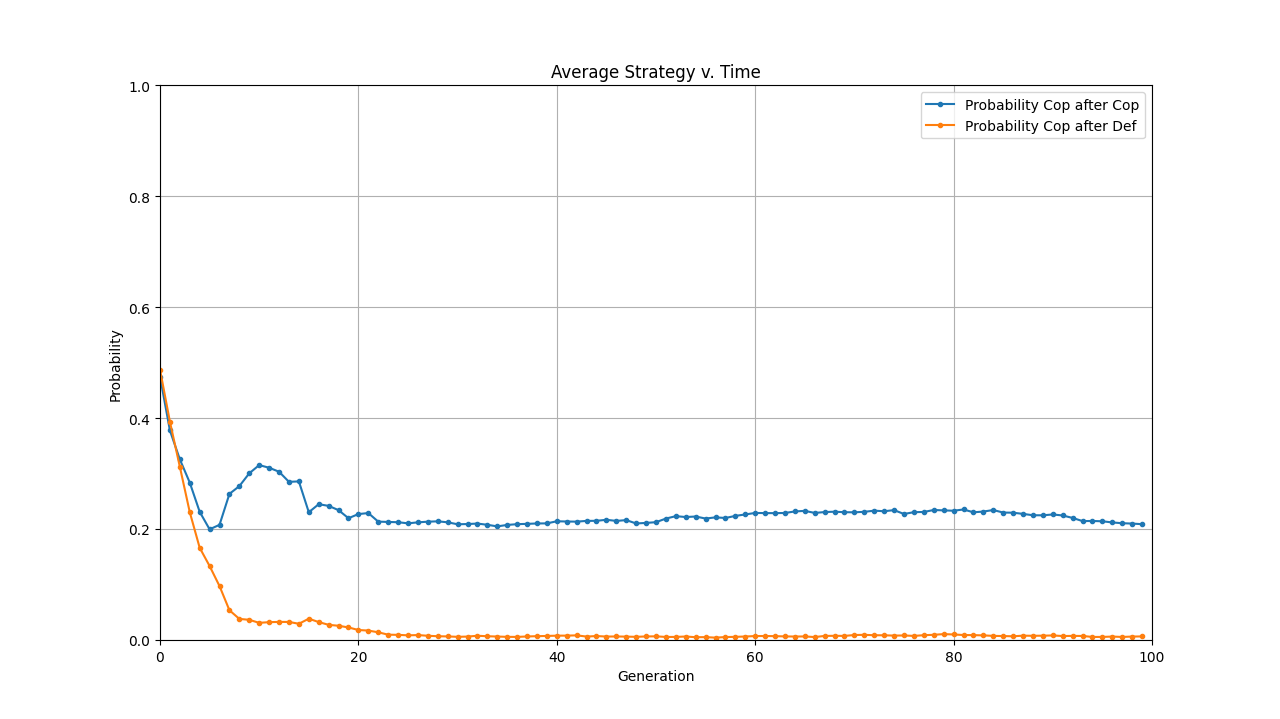 Average Strategy v. Time
1.0
0.8
0.6
0.4
0.2
0.0
Probability
Probability Cop after Cop
Probability Cop after Def
0 20 40 60 80 100
Generation